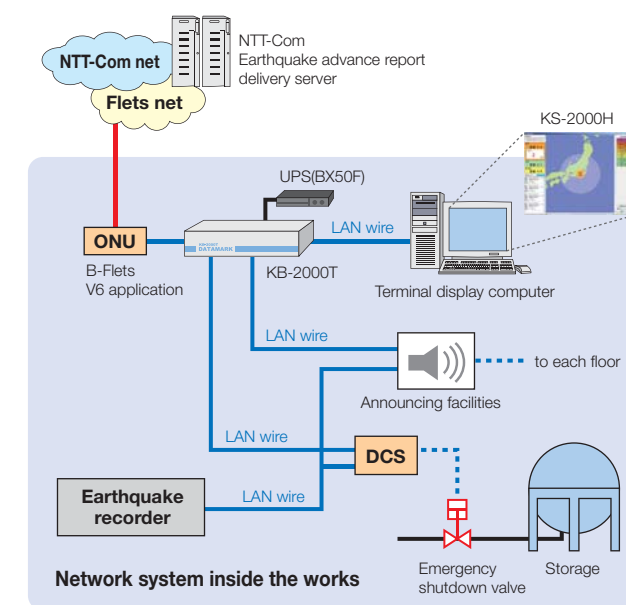 NTT-Com net
NTT-Com
Earthquake advance report
delivery server
Flets net
KS-2000H
UPS(BX50F)
LAN wire
ONU
DATAMARK
B-Flets
V6 application
KB-2000T
Terminal display computer
LAN wire
to each floor
Announcing facilities
LAN wire
DCS
Earthquake
recorder
LAN wire
Emergency
shutdown valve
Storage
Network system inside the works